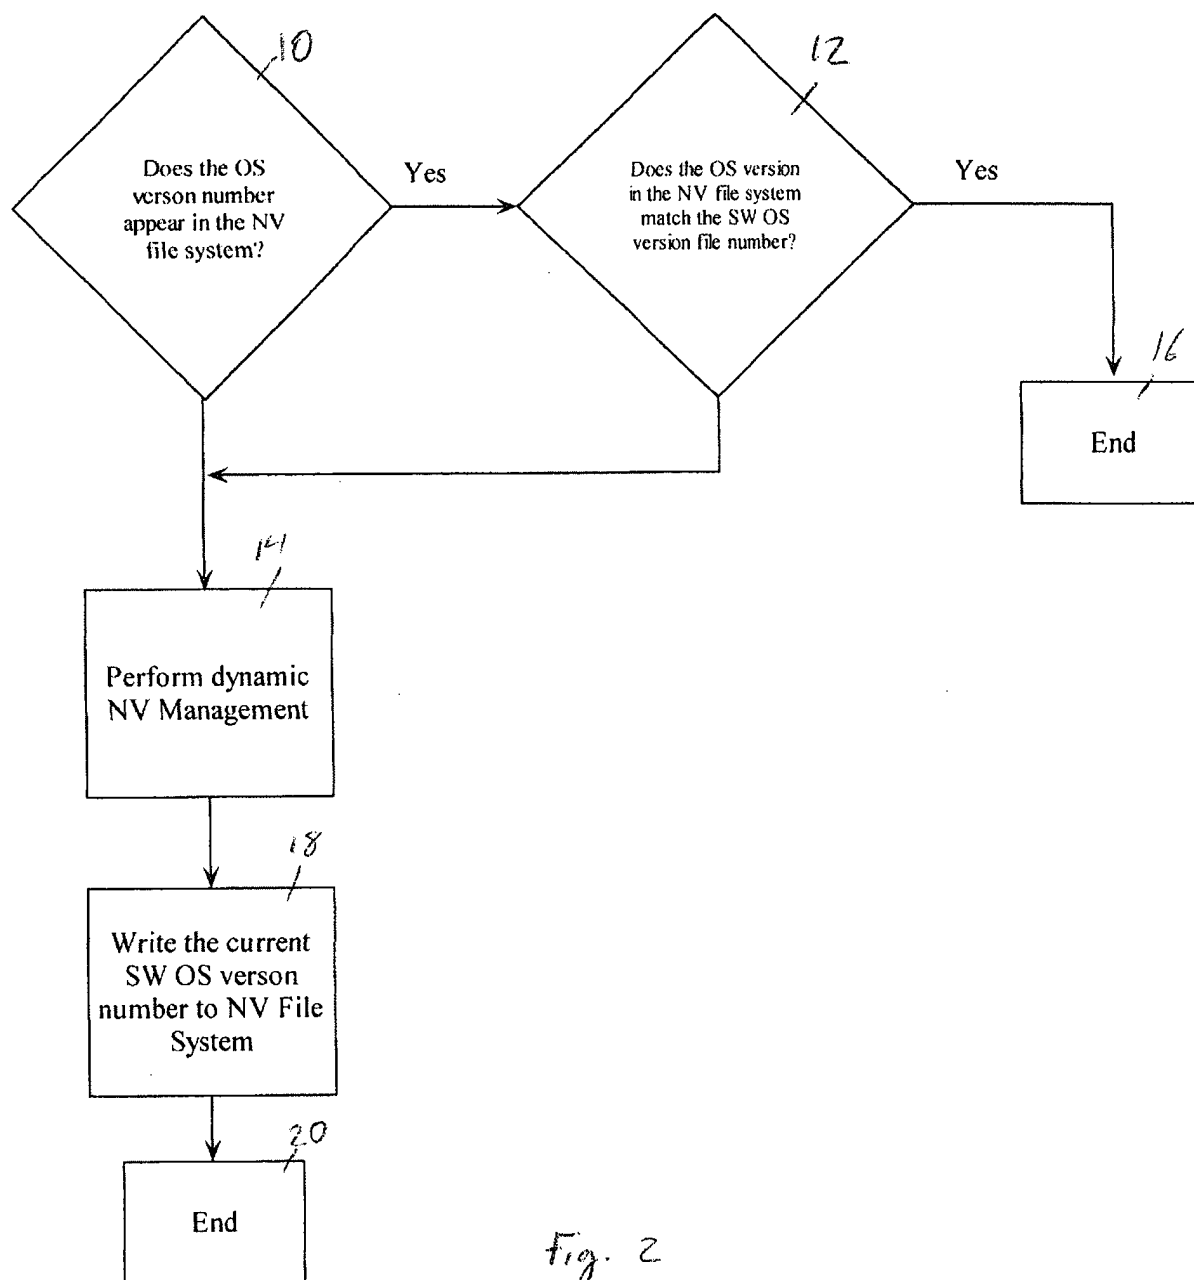 10
Does the OS
verson number
appear in the NV
file system?
Yes
12
Does the OS version
in the NV file system
match the SW OS
version file number?
Yes
16
End
14
Perform dynamic
NV Management
18
Write the current
SW OS verson
number to NV File
System
20
End
Fig. 2